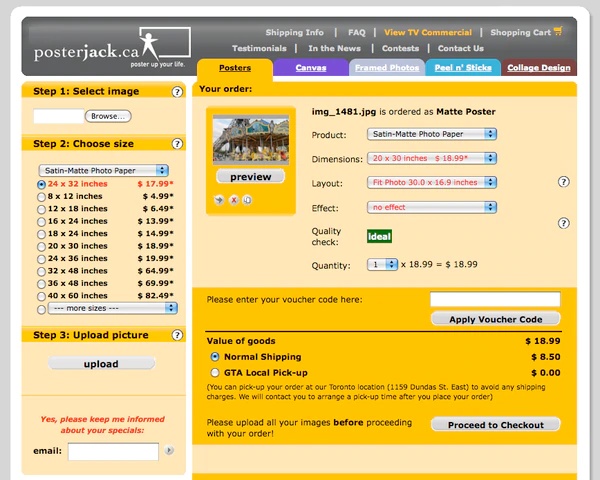 Shipping Info | FAQ | View TV Commercial | Shopping Cart
posterjack.ca
poster up your life.
Testimonials | In the News | Contests | Contact Us
Posters Canvas Framed Photos Peel n' Sticks Collage Design
Step 1: Select image ?
Browse...
Step 2: Choose size ?
Satin-Matte Photo Paper
24 x 32 inches $ 17.99*
8 x 12 inches $ 4.99*
12 x 18 inches $ 6.49*
16 x 24 inches $ 13.99*
18 x 24 inches $ 14.99*
20 x 30 inches $ 18.99*
24 x 36 inches $ 19.99*
32 x 48 inches $ 64.99*
36 x 48 inches $ 69.99*
40 x 60 inches $ 82.49*
--- more sizes ---
Step 3: Upload picture ?
upload
Yes, please keep me informed
about your specials:
email:
Your order:
preview
img_1481.jpg is ordered as Matte Poster
Product: Satin-Matte Photo Paper
Dimensions: 20 x 30 inches $ 18.99*
Layout: Fit Photo 30.0 x 16.9 inches ?
Effect: no effect
Quality
check: Ideal ?
Quantity: 1 x 18.99 = $ 18.99
Please enter your voucher code here:
Apply Voucher Code
Value of goods $ 18.99
Normal Shipping $ 8.50
GTA Local Pick-up $ 0.00
(You can pick-up your order at our Toronto location (1159 Dundas St. East) to avoid any shipping
charges. We will contact you to arrange a pick-up time after you place your order)
Please upload all your images before proceeding
with your order!
Proceed to Checkout